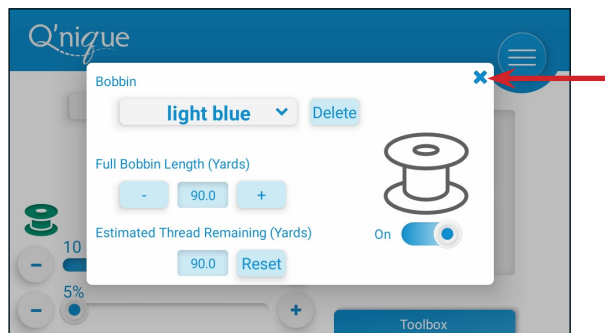 Q'nique
Bobbin
light blue
Delete
Full Bobbin Length (Yards)
- 90.0 +
Estimated Thread Remaining (Yards)
On
90.0 Reset
10
-
5%
- +
Toolbox